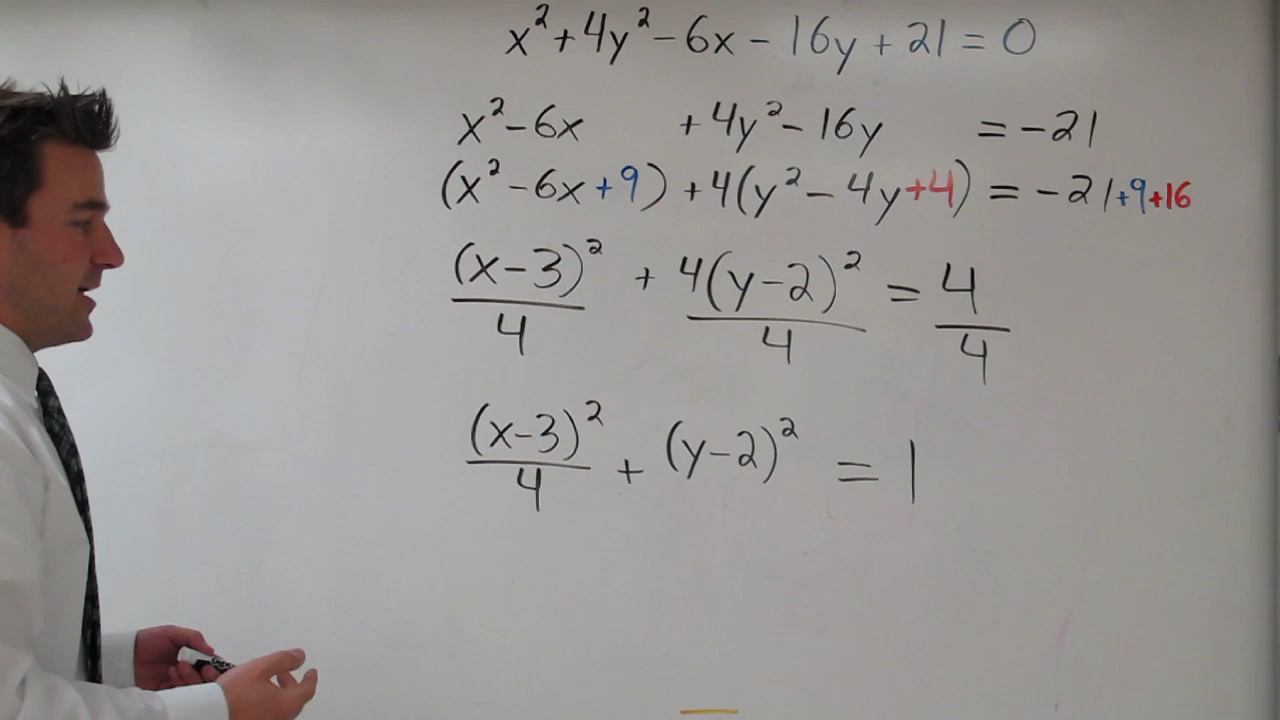 x² + 4y² - 6x - 16y + 21 = 0
x² - 6x + 4y² - 16y = -21
(x² - 6x + 9) + 4(y² - 4y + 4) = -21 + 9 + 16
(x-3)²/4 + 4(y-2)²/4 = 4/4
(x-3)²/4 + (y-2)² = 1